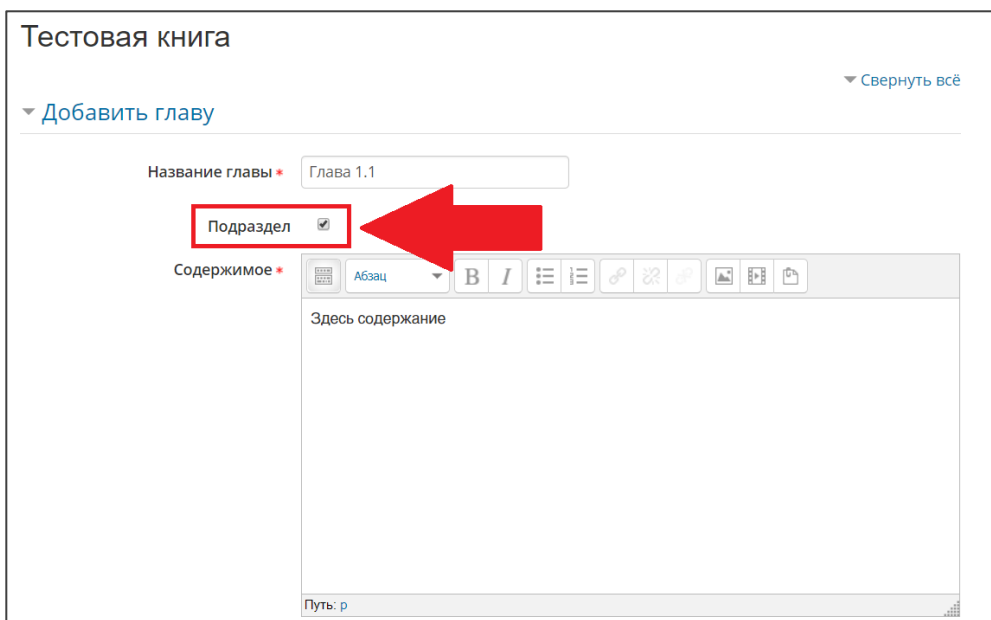 Тестовая книга
Свернуть всё
Добавить главу
Название главы * Глава 1.1
Подраздел
Содержимое * Абзац B I
Здесь содержание
Путь: p